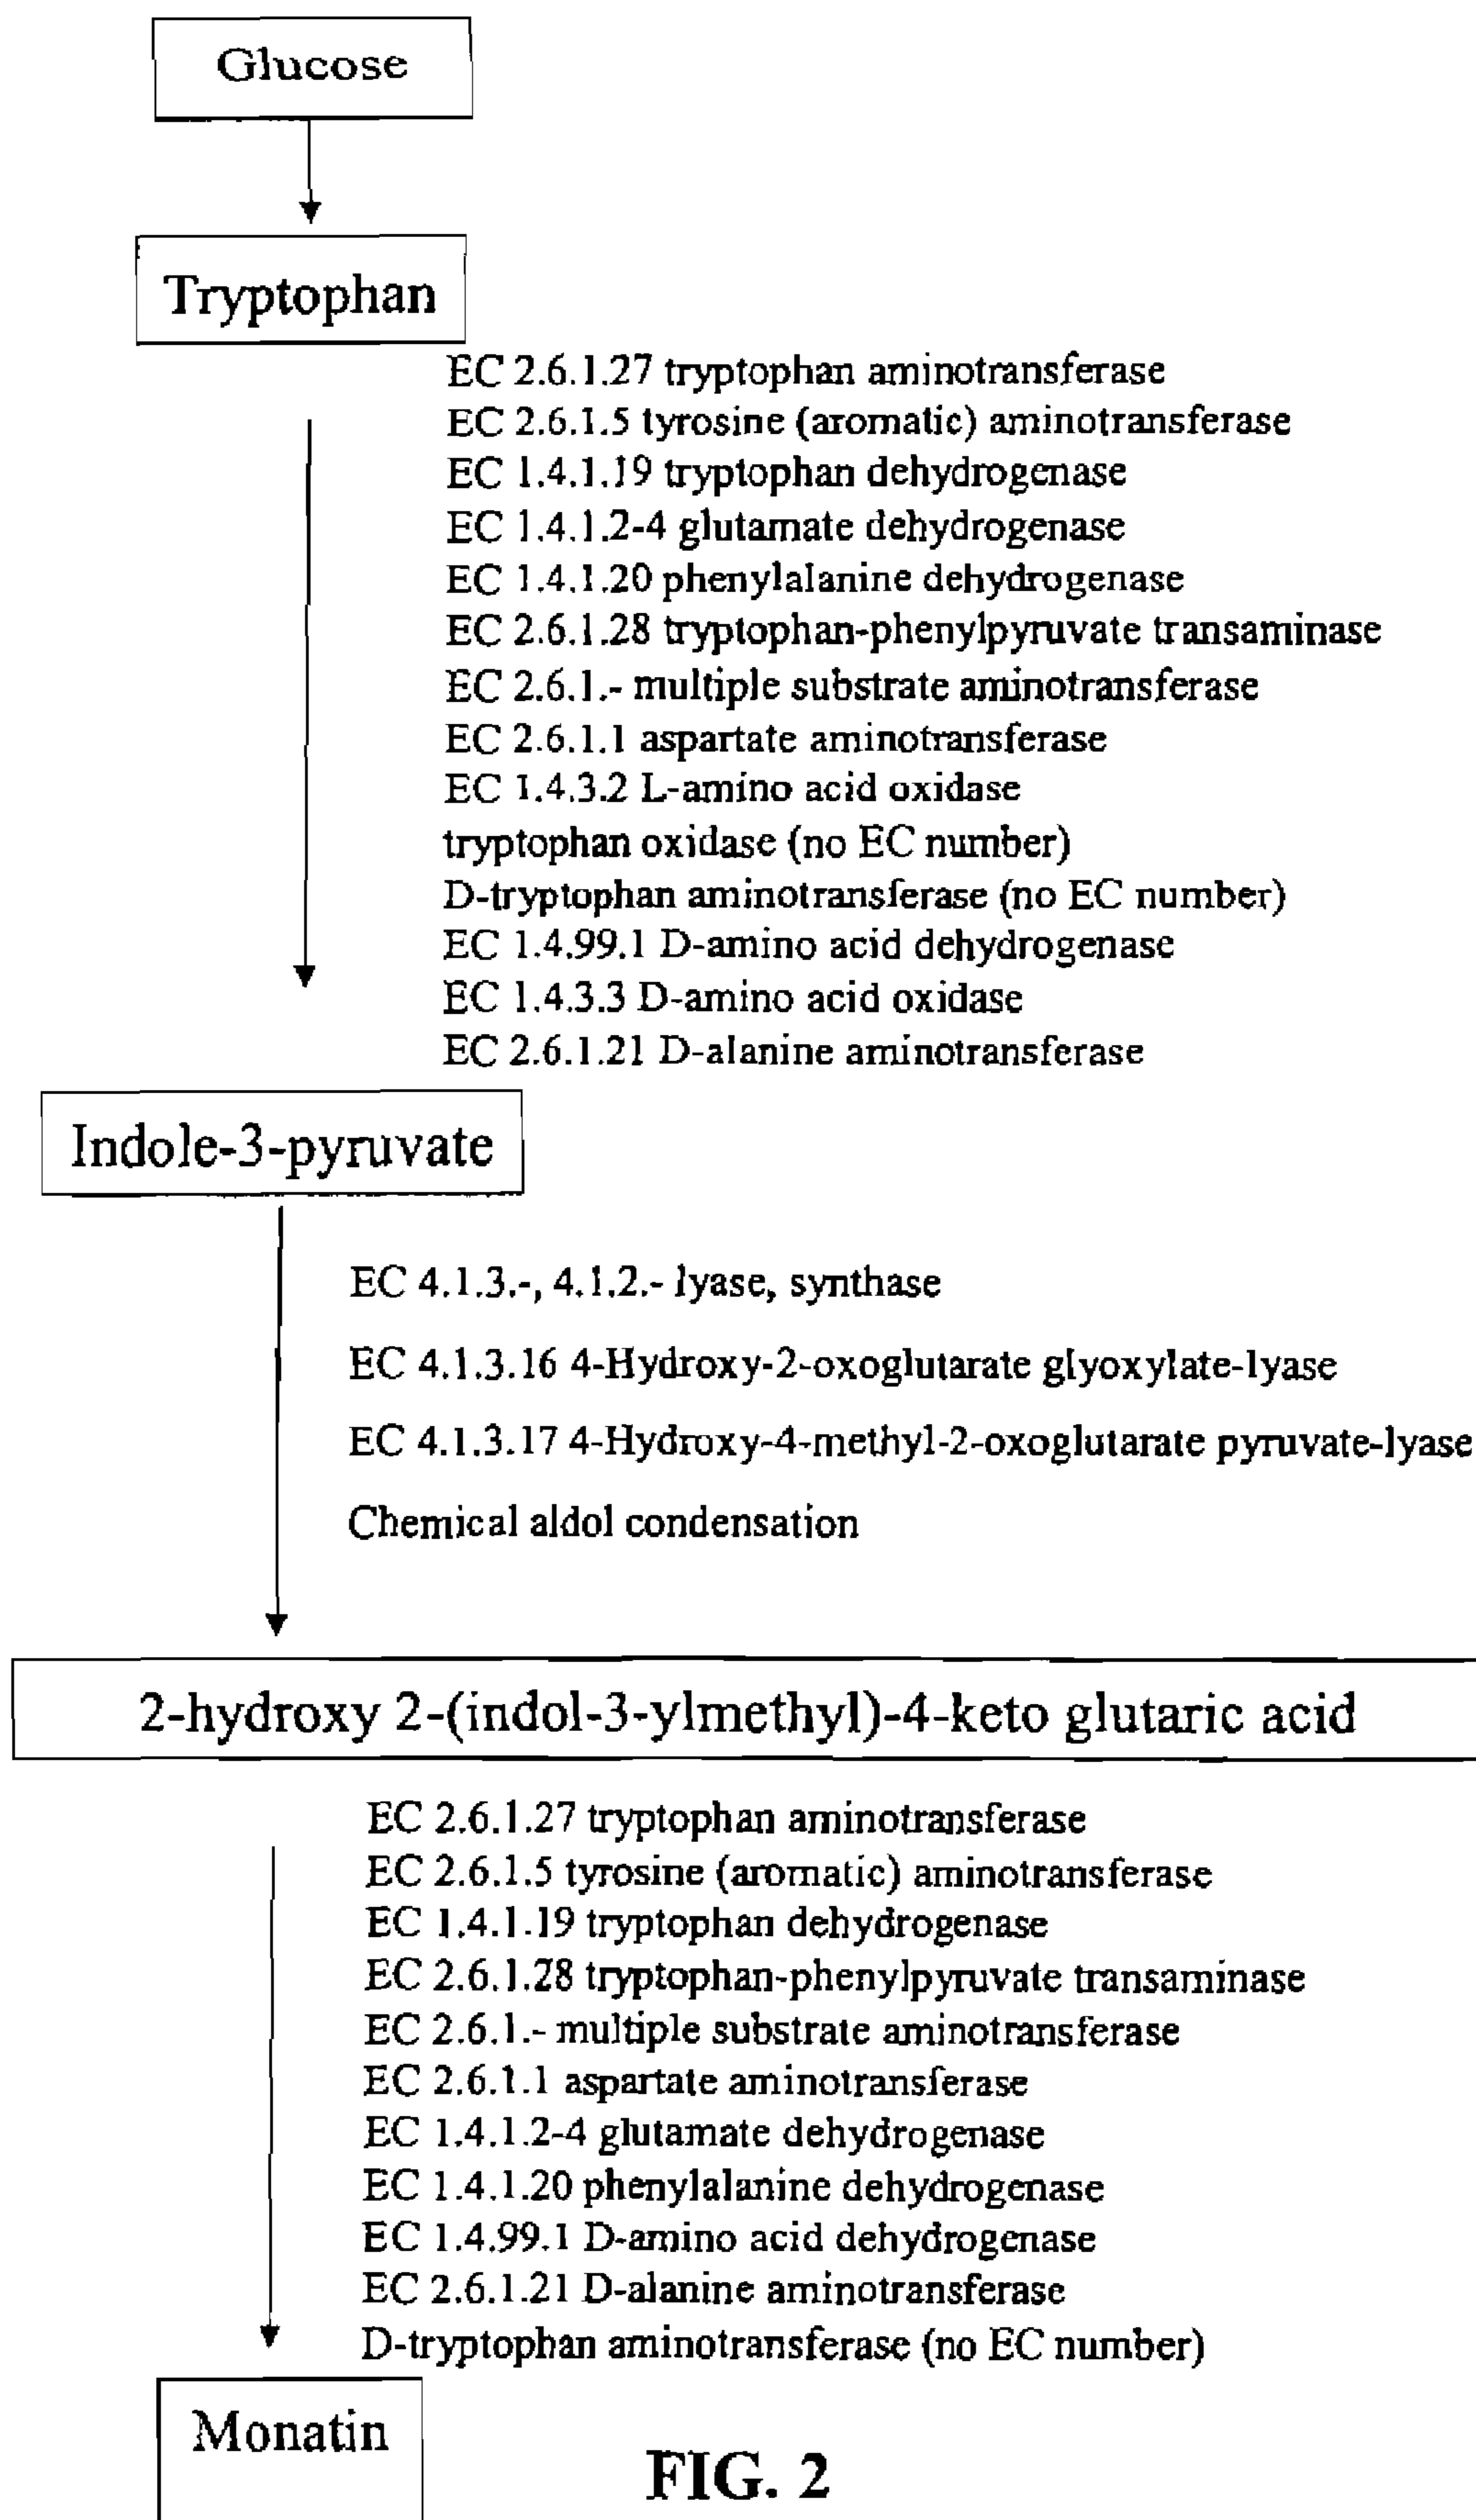 Glucose
Tryptophan
EC 2.6.1.27 tryptophan aminotransferase
EC 2.6.1.5 tyrosine (aromatic) aminotransferase
EC 1.4.1.19 tryptophan dehydrogenase
EC 1.4.1.2-4 glutamate dehydrogenase
EC 1.4.1.20 phenylalanine dehydrogenase
EC 2.6.1.28 tryptophan-phenylpyruvate transaminase
EC 2.6.1.- multiple substrate aminotransferase
EC 2.6.1.1 aspartate aminotransferase
EC 1.4.3.2 L-amino acid oxidase
tryptophan oxidase (no EC number)
D-tryptophan aminotransferase (no EC number)
EC 1.4.99.1 D-amino acid dehydrogenase
EC 1.4.3.3 D-amino acid oxidase
EC 2.6.1.21 D-alanine aminotransferase
Indole-3-pyruvate
EC 4.1.3.-, 4.1.2.- lyase, synthase
EC 4.1.3.16 4-Hydroxy-2-oxoglutarate glyoxylate-lyase
EC 4.1.3.17 4-Hydroxy-4-methyl-2-oxoglutarate pyruvate-lyase
Chemical aldol condensation
2-hydroxy 2-(indol-3-ylmethyl)-4-keto glutaric acid
EC 2.6.1.27 tryptophan aminotransferase
EC 2.6.1.5 tyrosine (aromatic) aminotransferase
EC 1.4.1.19 tryptophan dehydrogenase
EC 2.6.1.28 tryptophan-phenylpyruvate transaminase
EC 2.6.1.- multiple substrate aminotransferase
EC 2.6.1.1 aspartate aminotransferase
EC 1.4.1.2-4 glutamate dehydrogenase
EC 1.4.1.20 phenylalanine dehydrogenase
EC 1.4.99.1 D-amino acid dehydrogenase
EC 2.6.1.21 D-alanine aminotransferase
D-tryptophan aminotransferase (no EC number)
Monatin
FIG. 2